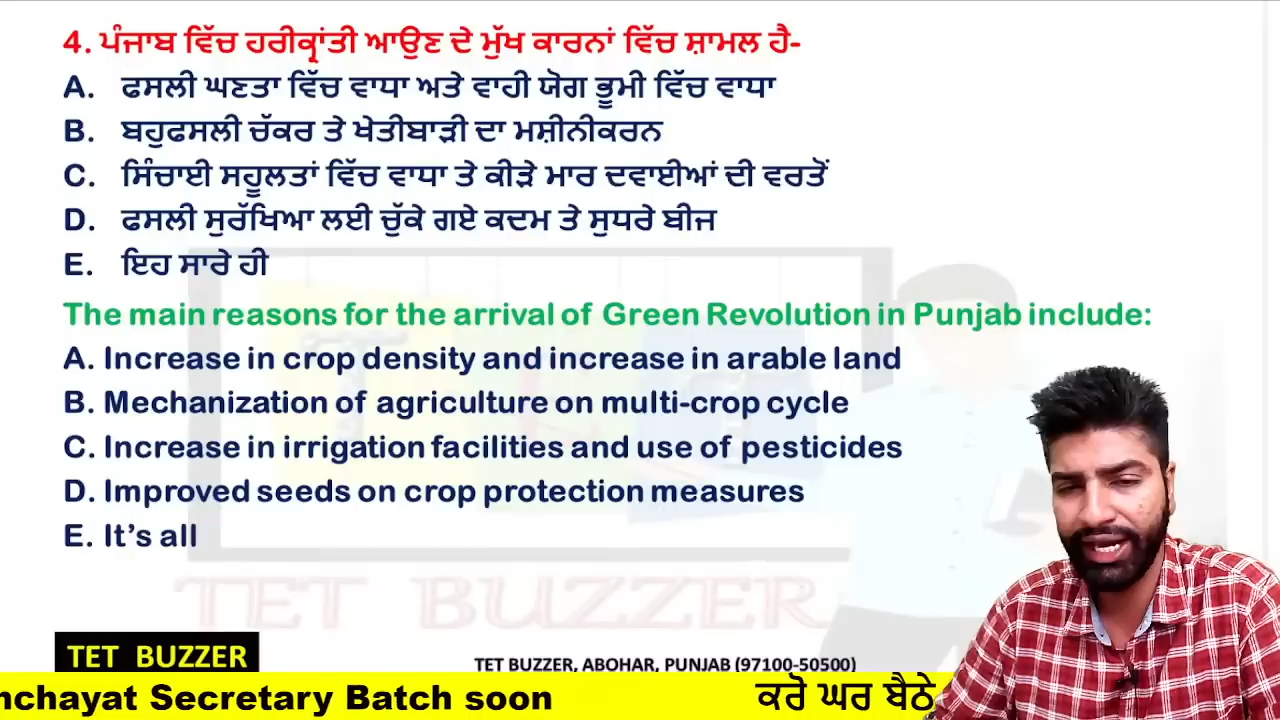 4. ਪੰਜਾਬ ਵਿੱਚ ਹਰੀਕ੍ਰਾਂਤੀ ਆਉਣ ਦੇ ਮੁੱਖ ਕਾਰਨਾਂ ਵਿੱਚ ਸ਼ਾਮਲ ਹੈ-
A. ਫਸਲੀ ਘਣਤਾ ਵਿੱਚ ਵਾਧਾ ਅਤੇ ਵਾਹੀ ਯੋਗ ਭੂਮੀ ਵਿੱਚ ਵਾਧਾ
B. ਬਹੁਫਸਲੀ ਚੱਕਰ ਤੇ ਖੇਤੀਬਾੜੀ ਦਾ ਮਸ਼ੀਨੀਕਰਨ
C. ਸਿੰਚਾਈ ਸਹੂਲਤਾਂ ਵਿੱਚ ਵਾਧਾ ਤੇ ਕੀੜੇ ਮਾਰ ਦਵਾਈਆਂ ਦੀ ਵਰਤੋਂ
D. ਫਸਲੀ ਸੁਰੱਖਿਆ ਲਈ ਚੁੱਕੇ ਗਏ ਕਦਮ ਤੇ ਸੁਧਰੇ ਬੀਜ
E. ਇਹ ਸਾਰੇ ਹੀ
The main reasons for the arrival of Green Revolution in Punjab include:
A. Increase in crop density and increase in arable land
B. Mechanization of agriculture on multi-crop cycle
C. Increase in irrigation facilities and use of pesticides
D. Improved seeds on crop protection measures
E. It's all
TET BUZZER
TET BUZZER
TET BUZZER, ABOHAR, PUNJAB (97100-50500)
nchayat Secretary Batch soon ਕਰੋ ਘਰ ਬੈਠੇ